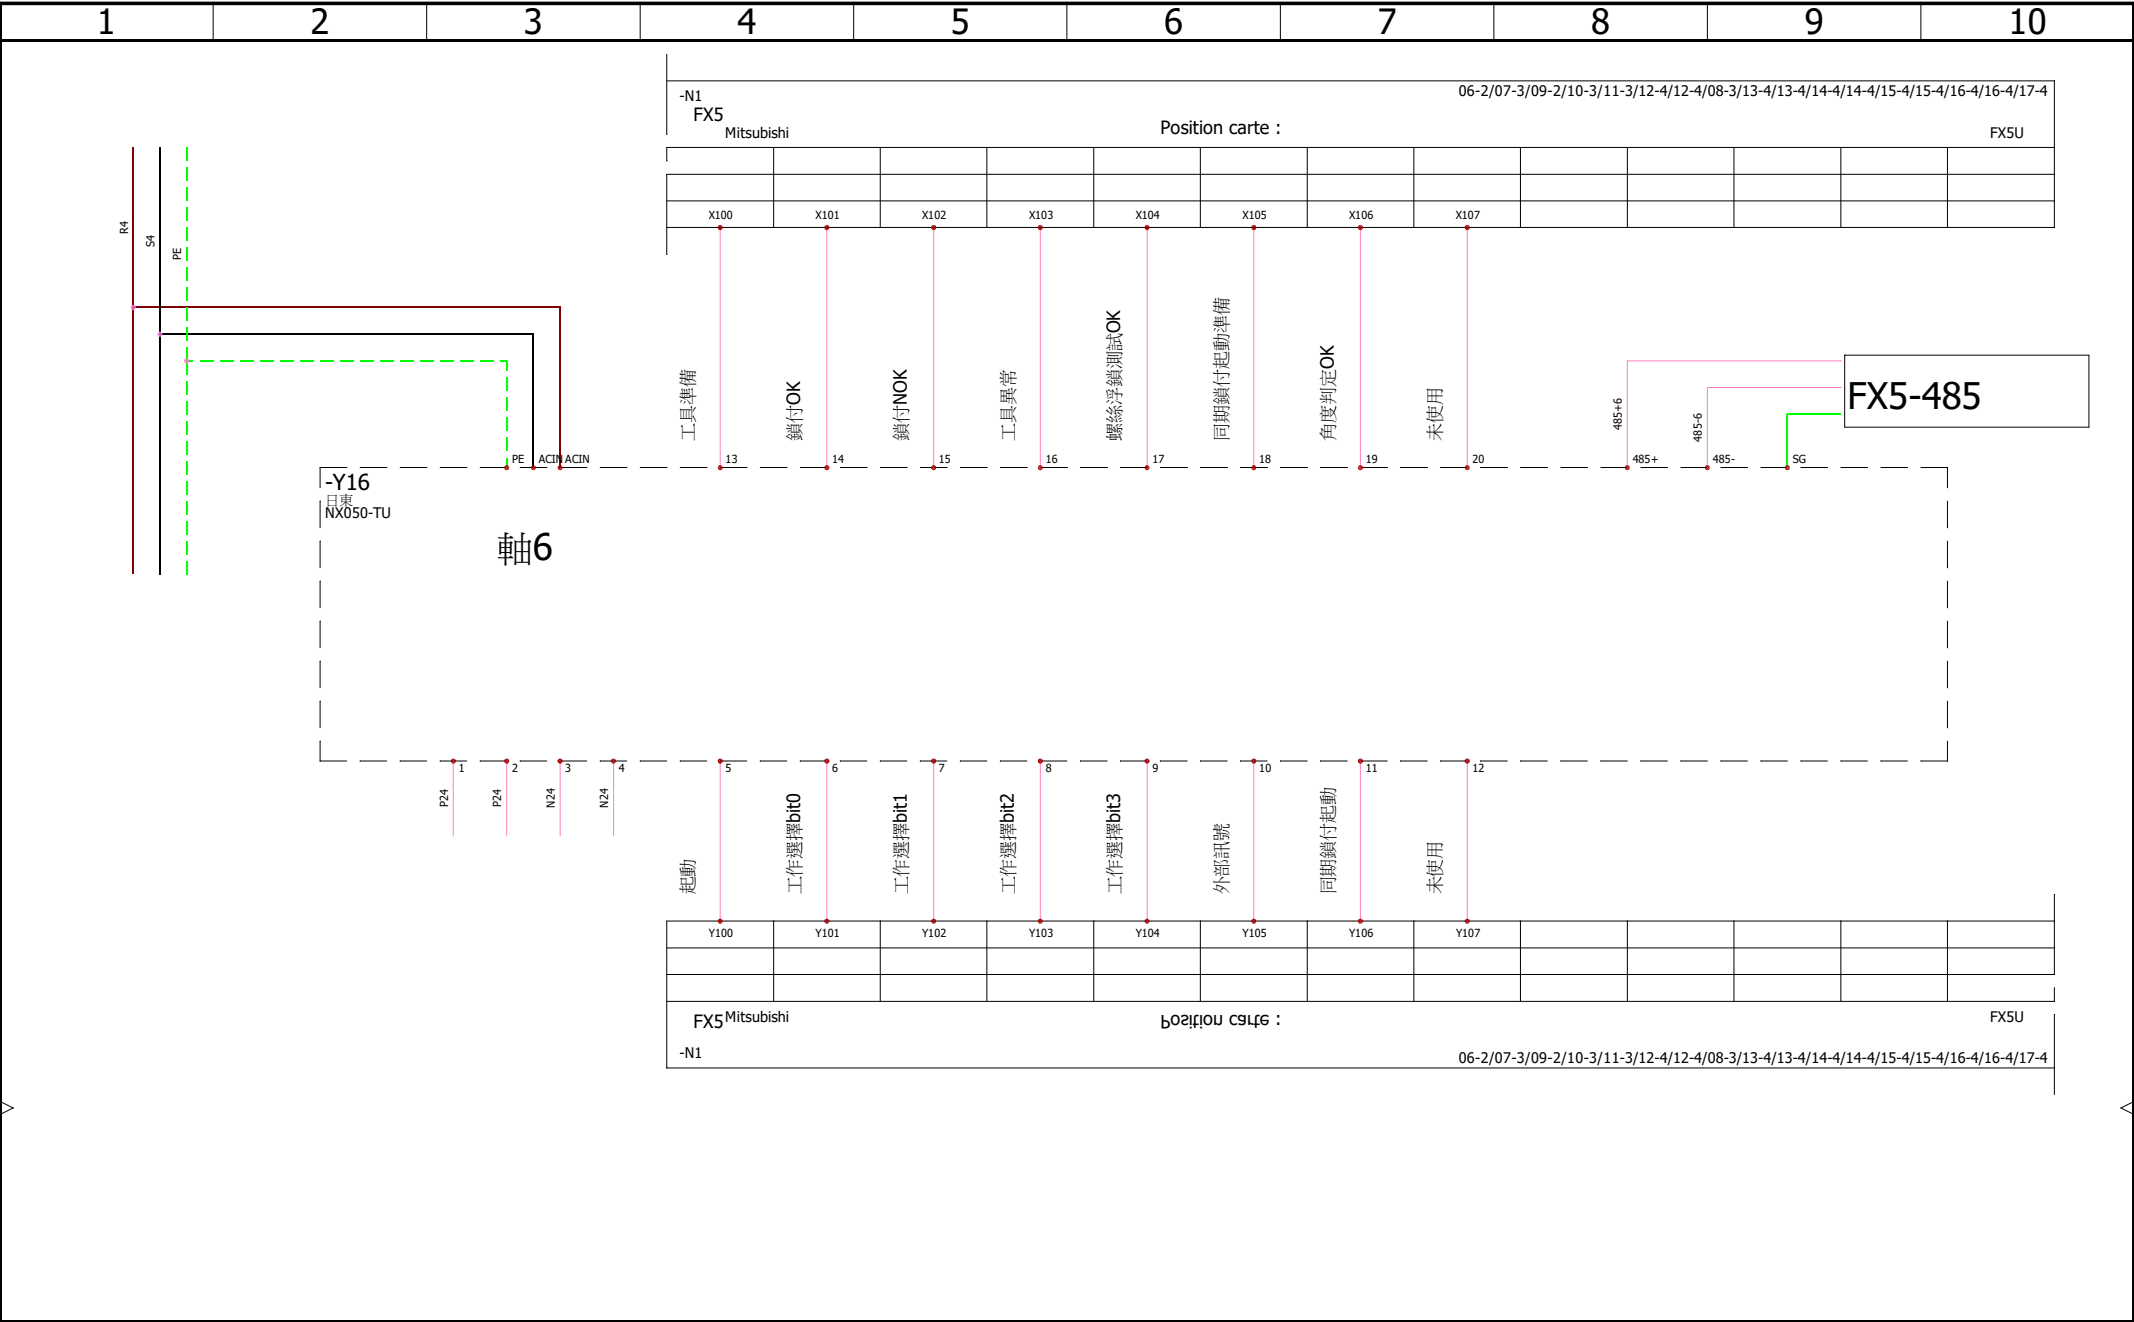 1 2 3 4 5 6 7 8 9 10
-N1 06-2/07-3/09-2/10-3/11-3/12-4/12-4/08-3/13-4/13-4/14-4/14-4/15-4/15-4/16-4/16-4/17-4
FX5
Mitsubishi Position carte : FX5U
X100 X101 X102 X103 X104 X105 X106 X107
R4
S4
PE
工具準備
鎖付OK
鎖付NOK
工具異常
螺絲浮鎖測試OK
同期鎖付起動準備
角度判定OK
未使用
485+6
485-6
FX5-485
PE ACIN ACIN 13 14 15 16 17 18 19 20 485+ 485- SG
-Y16
日東
NX050-TU
軸6
1 2 3 4 5 6 7 8 9 10 11 12
P24
P24
N24
N24
起動
工作選擇bit0
工作選擇bit1
工作選擇bit2
工作選擇bit3
外部訊號
同期鎖付起動
未使用
Y100 Y101 Y102 Y103 Y104 Y105 Y106 Y107
FX5 Mitsubishi Position carte : FX5U
-N1 06-2/07-3/09-2/10-3/11-3/12-4/12-4/08-3/13-4/13-4/14-4/14-4/15-4/15-4/16-4/16-4/17-4